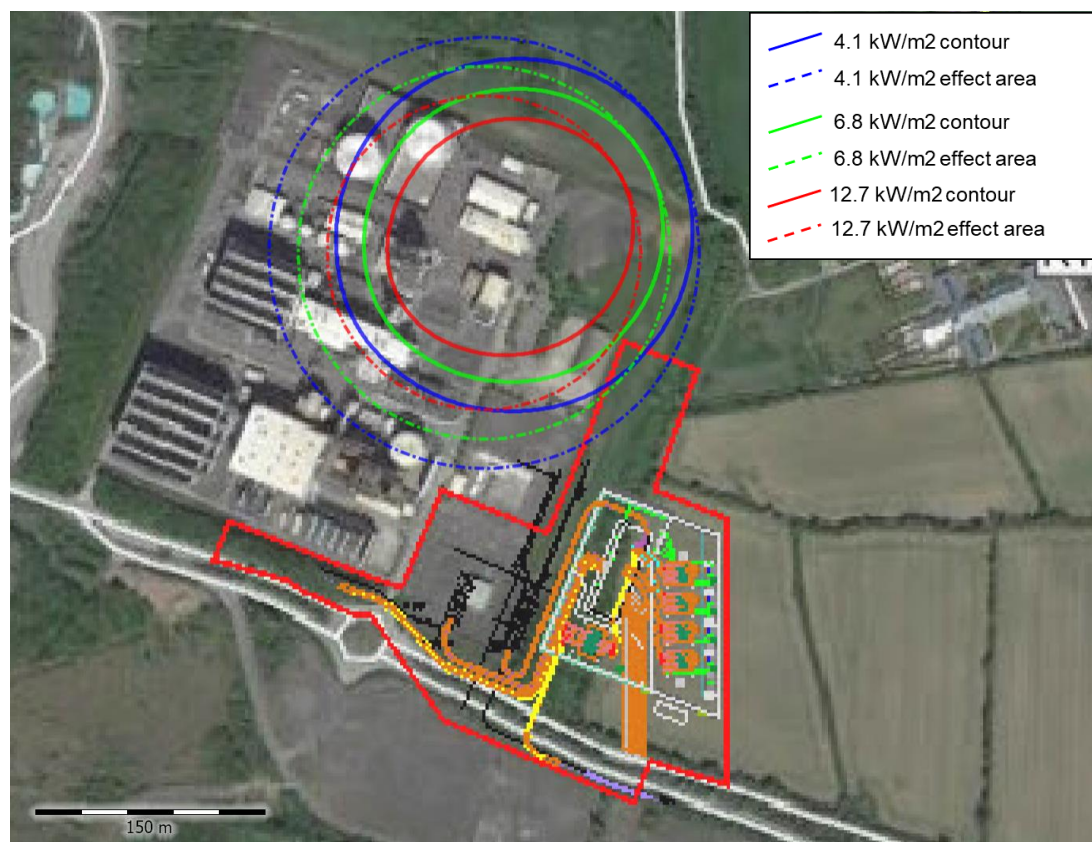 4.1 kW/m2 contour
4.1 kW/m2 effect area
6.8 kW/m2 contour
6.8 kW/m2 effect area
12.7 kW/m2 contour
12.7 kW/m2 effect area
150 m